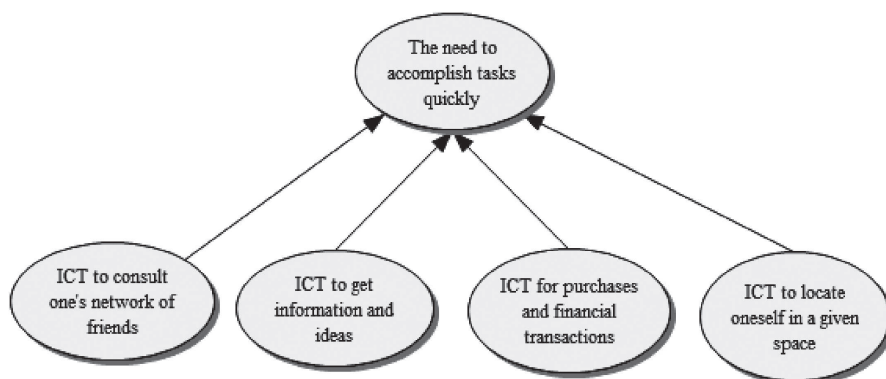 The need to
accomplish tasks
quickly
ICT to consult
one's network of
friends
ICT to get
information and
ideas
ICT for purchases
and financial
transactions
ICT to locate
oneself in a given
space